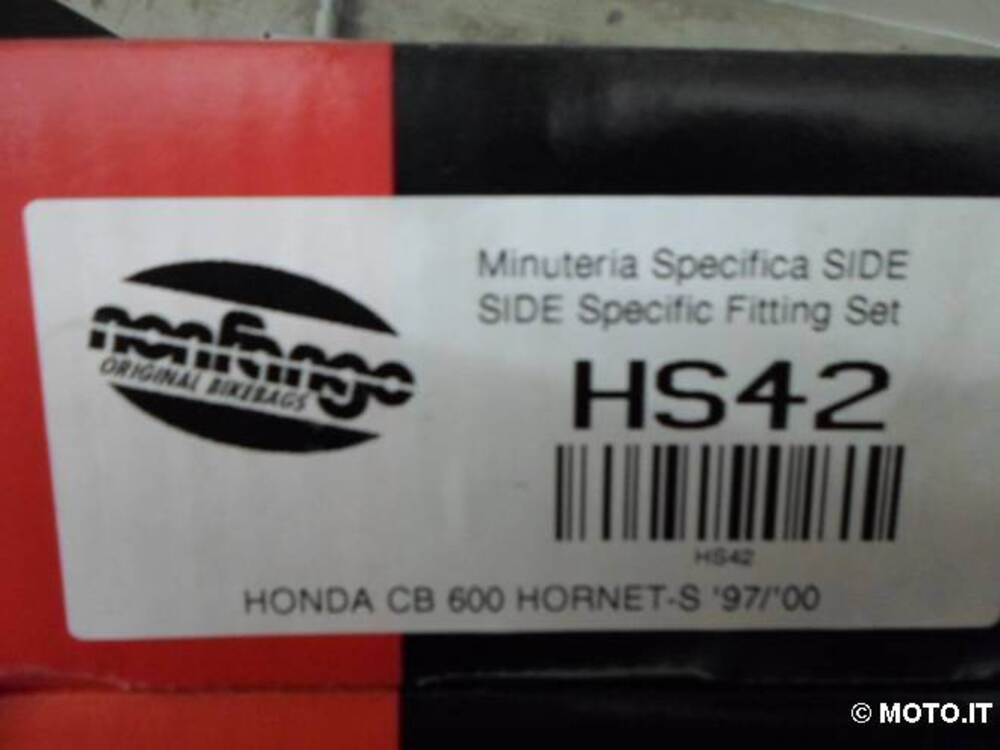 nonfango
ORIGINAL BIKEBAGS
Minuteria Specifica SIDE
SIDE Specific Fitting Set
HS42
HS42
HONDA CB 600 HORNET-S '97/'00
© MOTO.IT